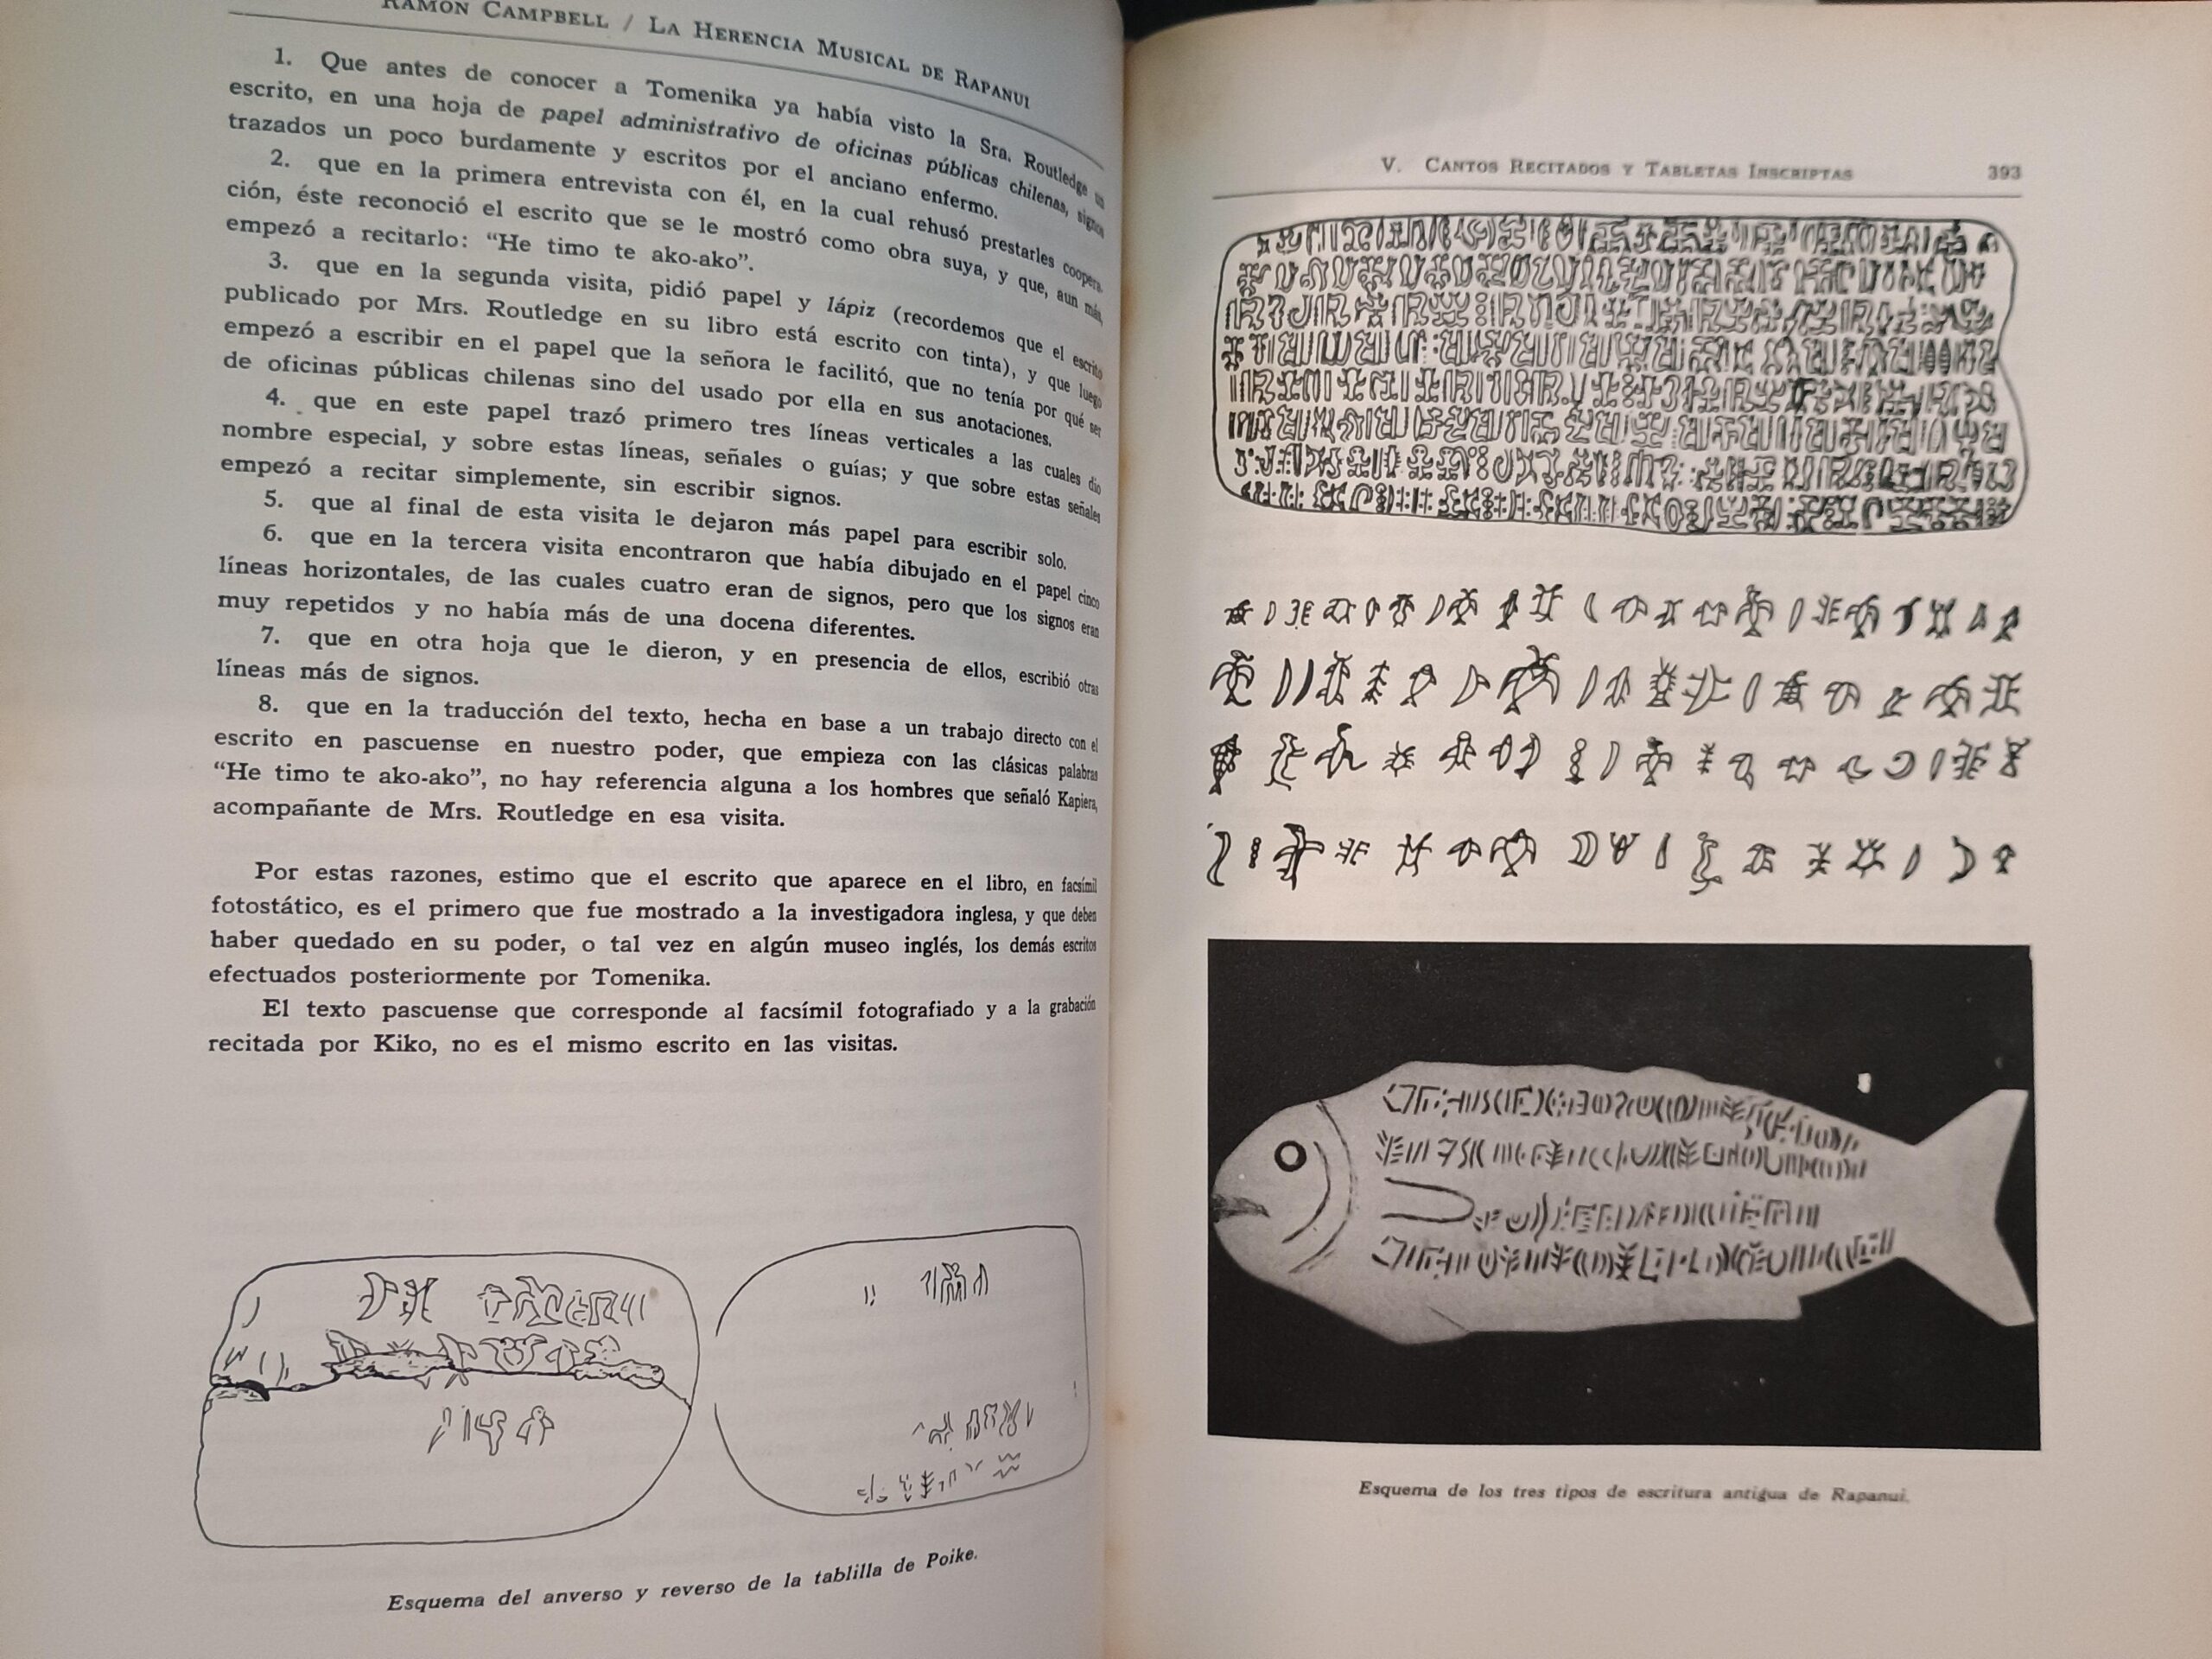 RAMÓN CAMPBELL / LA HERENCIA MUSICAL DE RAPANUI
1. Que antes de conocer a Tomenika ya había visto la Sra. Routledge un
escrito, en una hoja de papel administrativo de oficinas públicas chilenas, signos
trazados un poco burdamente y escritos por el anciano enfermo.
2. que en la primera entrevista con él, en la cual rehusó prestarles coopera-
ción, éste reconoció el escrito que se le mostró como obra suya, y que, aun más,
empezó a recitarlo: "He timo te ako-ako".
3. que en la segunda visita, pidió papel y lápiz (recordemos que el escrito
publicado por Mrs. Routledge en su libro está escrito con tinta), y que luego
empezó a escribir en el papel que la señora le facilitó, que no tenía por qué ser
de oficinas públicas chilenas sino del usado por ella en sus anotaciones.
4. que en este papel trazó primero tres líneas verticales a las cuales dio
nombre especial, y sobre estas líneas, señales o guías; y que sobre estas señales
empezó a recitar simplemente, sin escribir signos.
5. que al final de esta visita le dejaron más papel para escribir solo.
6. que en la tercera visita encontraron que había dibujado en el papel cinco
líneas horizontales, de las cuales cuatro eran de signos, pero que los signos eran
muy repetidos y no había más de una docena diferentes.
7. que en otra hoja que le dieron, y en presencia de ellos, escribió otras
líneas más de signos.
8. que en la traducción del texto, hecha en base a un trabajo directo con el
escrito en pascuense en nuestro poder, que empieza con las clásicas palabras
"He timo te ako-ako", no hay referencia alguna a los hombres que señaló Kapiera,
acompañante de Mrs. Routledge en esa visita.
Por estas razones, estimo que el escrito que aparece en el libro, en facsímil
fotostático, es el primero que fue mostrado a la investigadora inglesa, y que deben
haber quedado en su poder, o tal vez en algún museo inglés, los demás escritos
efectuados posteriormente por Tomenika.
El texto pascuense que corresponde al facsímil fotografiado y a la grabación
recitada por Kiko, no es el mismo escrito en las visitas.
Esquema del anverso y reverso de la tablilla de Poike.
V. CANTOS RECITADOS Y TABLETAS INSCRIPTAS 393
Esquema de los tres tipos de escritura antigua de Rapanui.